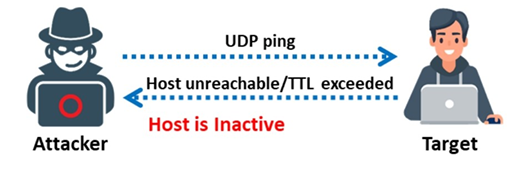 UDP ping
Host unreachable/TTL exceeded
Host is Inactive
Attacker
Target